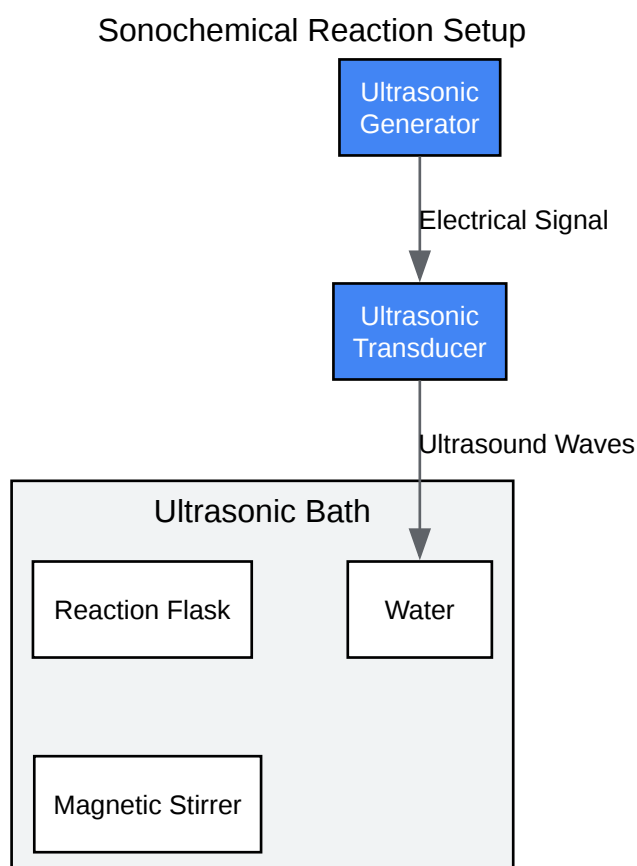 Sonochemical Reaction Setup
Ultrasonic
Generator
Electrical Signal
Ultrasonic
Transducer
Ultrasound Waves
Ultrasonic Bath
Reaction Flask
Water
Magnetic Stirrer